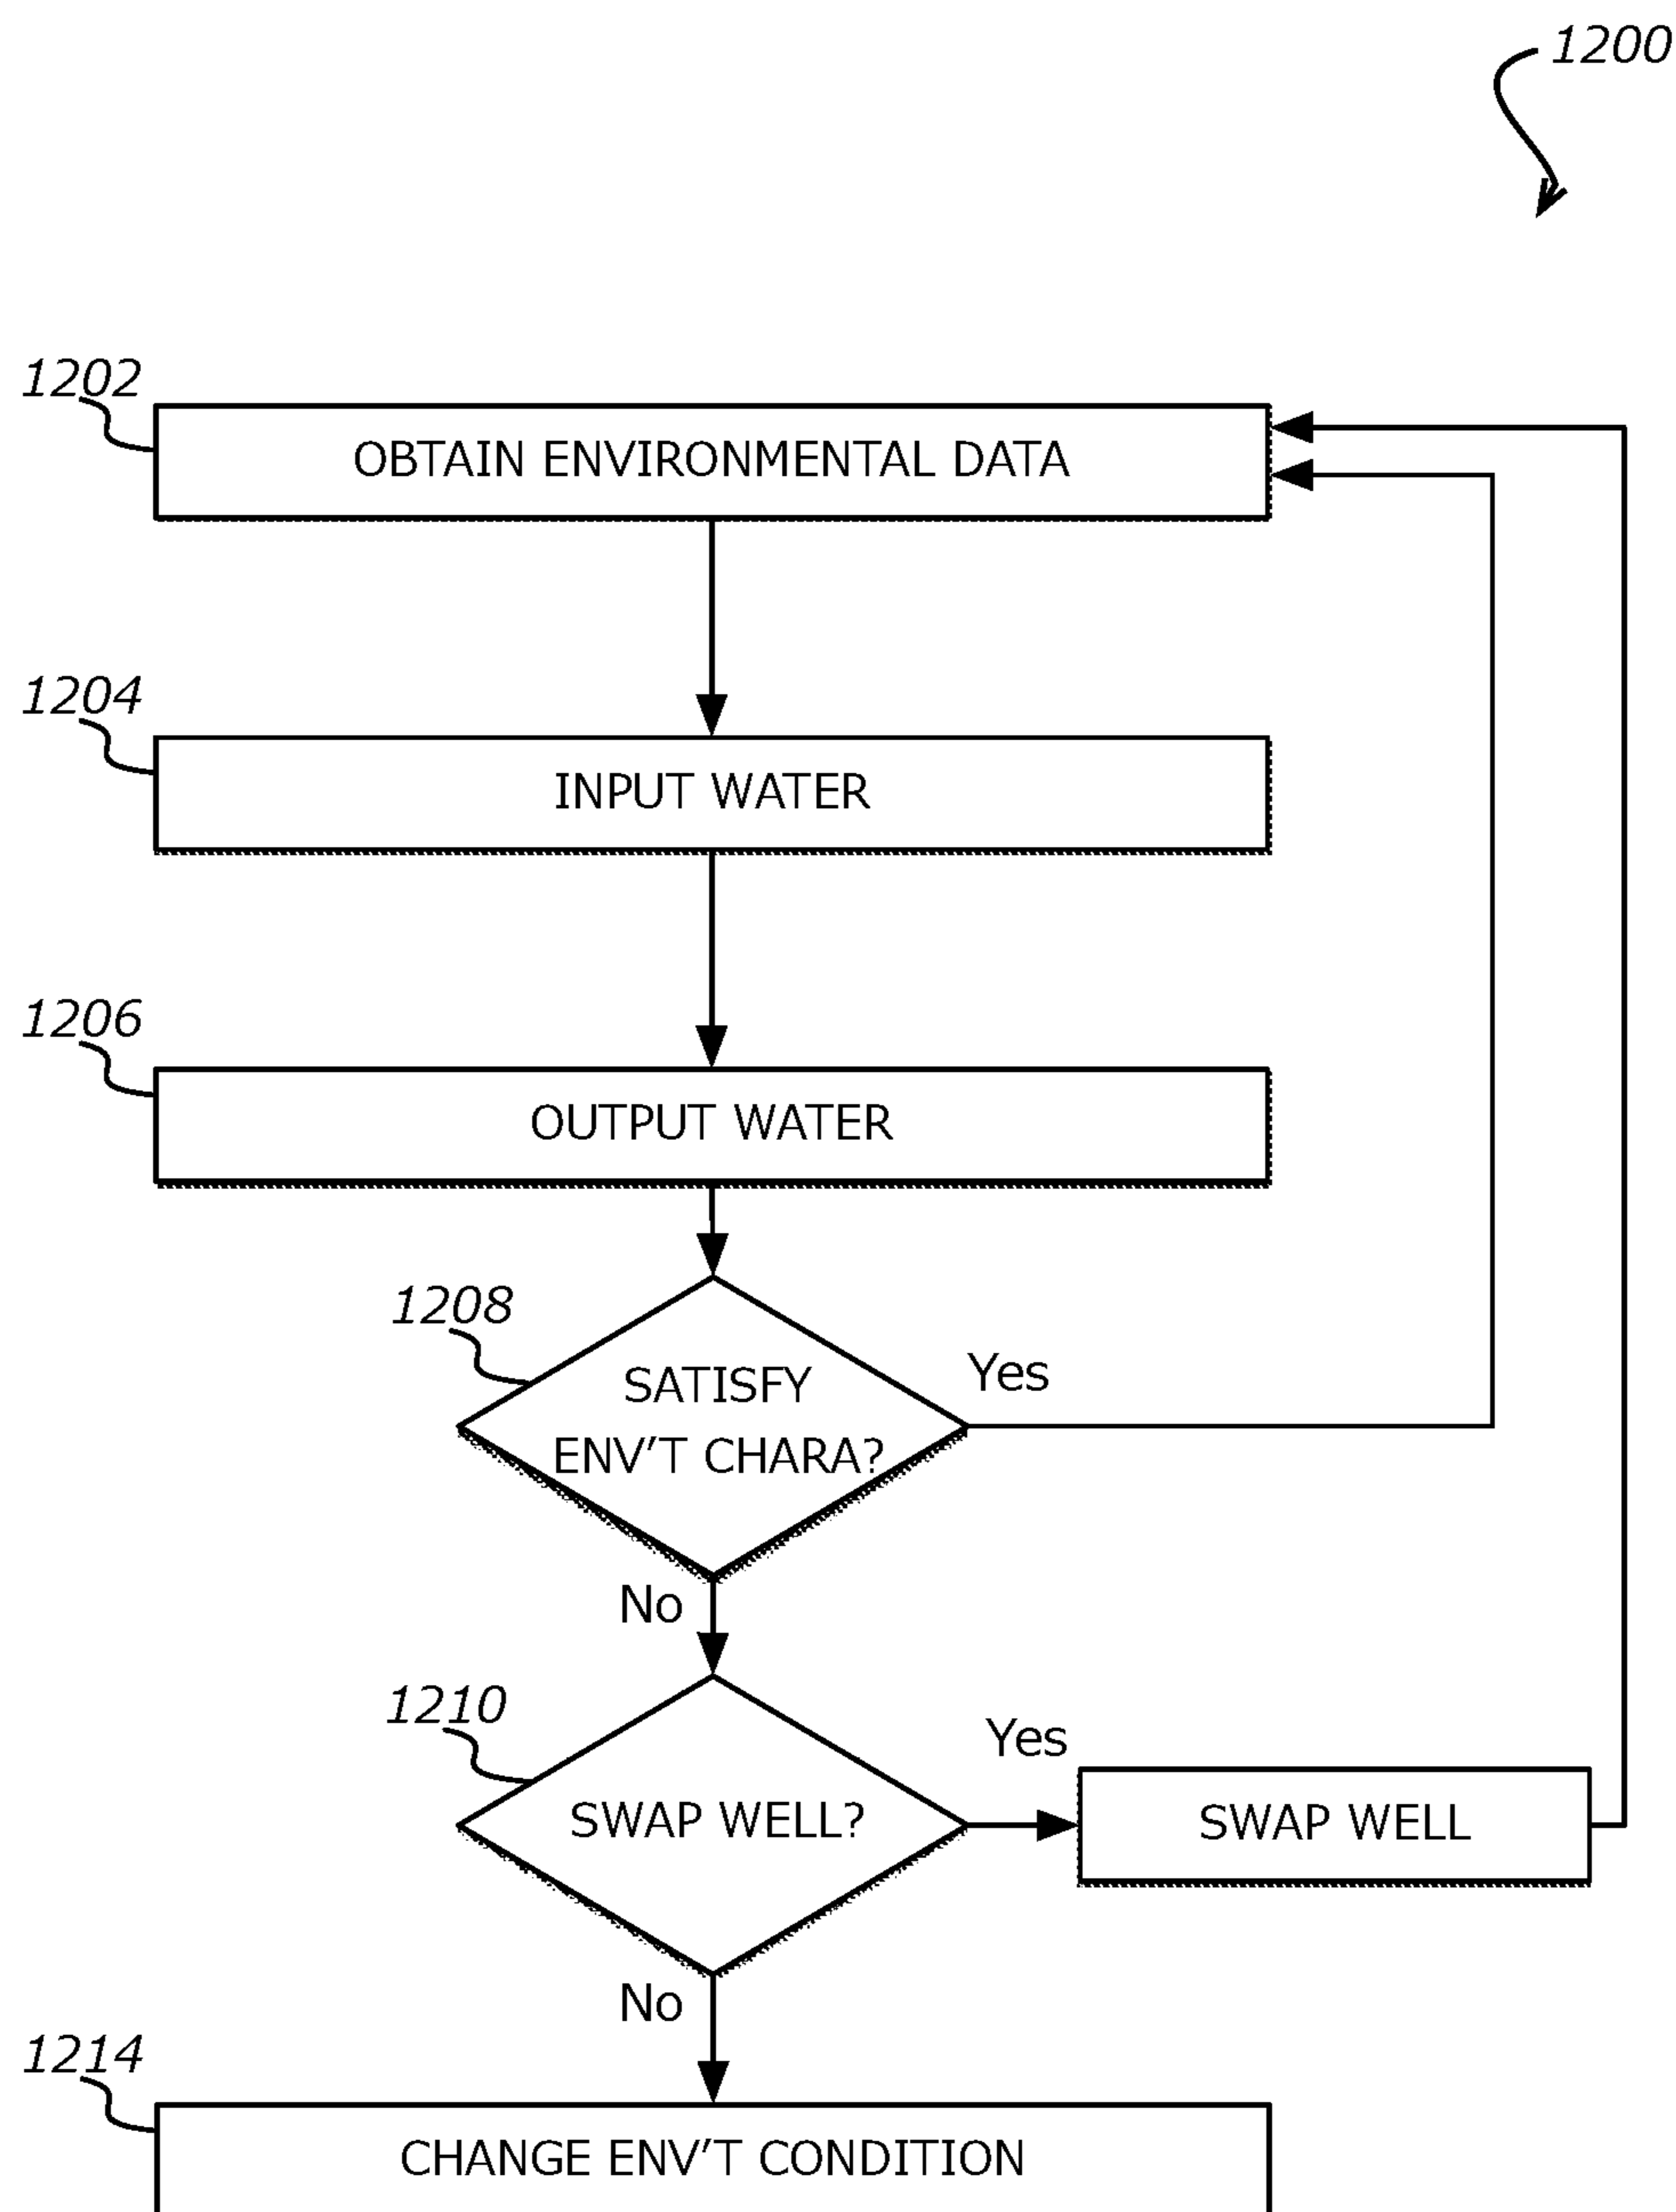 1200
1202
OBTAIN ENVIRONMENTAL DATA
1204
INPUT WATER
1206
OUTPUT WATER
1208
SATISFY
ENV'T CHARA?
Yes
No
1210
SWAP WELL?
Yes
SWAP WELL
No
1214
CHANGE ENV'T CONDITION